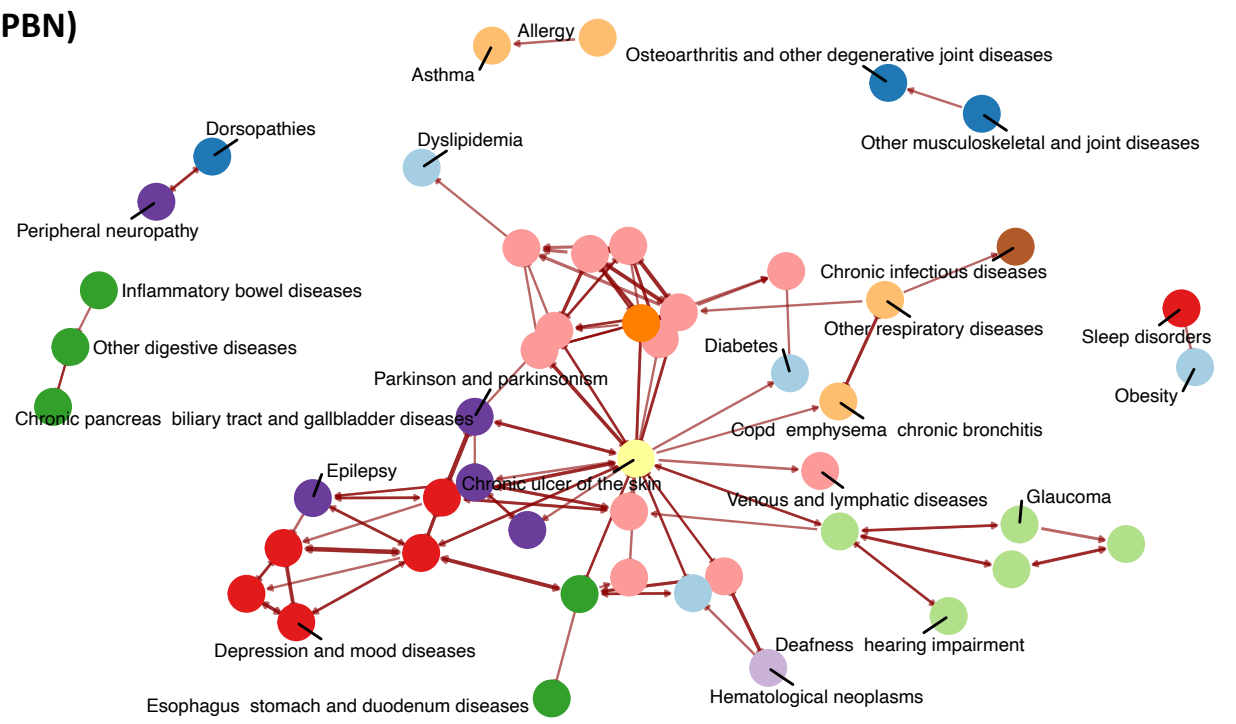 PBN)
Allergy
Asthma
Osteoarthritis and other degenerative joint diseases
Other musculoskeletal and joint diseases
Dorsopathies
Dyslipidemia
Peripheral neuropathy
Chronic infectious diseases
Inflammatory bowel diseases
Other respiratory diseases
Sleep disorders
Other digestive diseases
Diabetes
Parkinson and parkinsonism
Obesity
Chronic pancreas biliary tract and gallbladder diseases
Copd emphysema chronic bronchitis
Epilepsy
Chronic ulcer of the skin
Venous and lymphatic diseases
Glaucoma
Depression and mood diseases
Deafness hearing impairment
Hematological neoplasms
Esophagus stomach and duodenum diseases